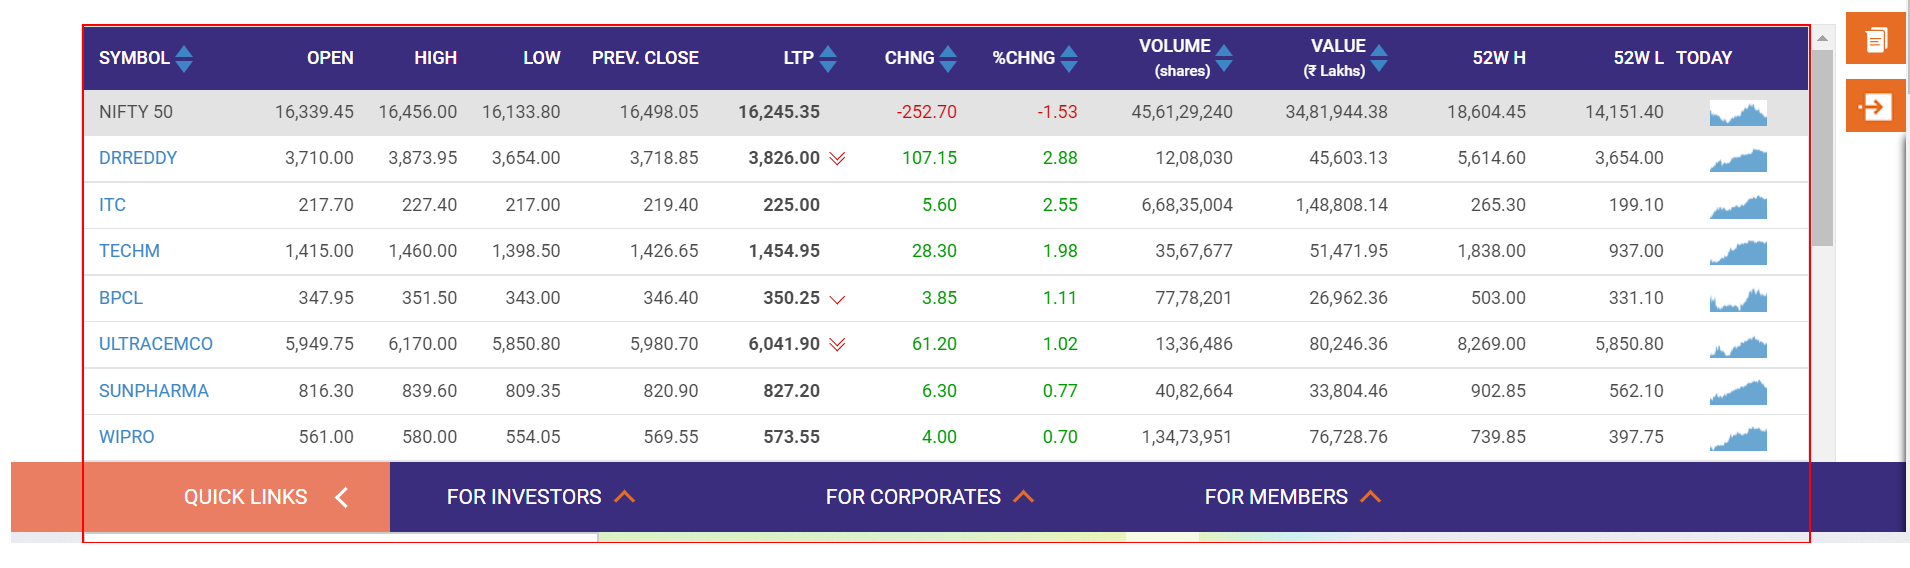 SYMBOL OPEN HIGH LOW PREV. CLOSE LTP CHNG %CHNG VOLUME (shares) VALUE (₹ Lakhs) 52W H 52W L TODAY
NIFTY 50 16,339.45 16,456.00 16,133.80 16,498.05 16,245.35 -252.70 -1.53 45,61,29,240 34,81,944.38 18,604.45 14,151.40
DRREDDY 3,710.00 3,873.95 3,654.00 3,718.85 3,826.00 107.15 2.88 12,08,030 45,603.13 5,614.60 3,654.00
ITC 217.70 227.40 217.00 219.40 225.00 5.60 2.55 6,68,35,004 1,48,808.14 265.30 199.10
TECHM 1,415.00 1,460.00 1,398.50 1,426.65 1,454.95 28.30 1.98 35,67,677 51,471.95 1,838.00 937.00
BPCL 347.95 351.50 343.00 346.40 350.25 3.85 1.11 77,78,201 26,962.36 503.00 331.10
ULTRACEMCO 5,949.75 6,170.00 5,850.80 5,980.70 6,041.90 61.20 1.02 13,36,486 80,246.36 8,269.00 5,850.80
SUNPHARMA 816.30 839.60 809.35 820.90 827.20 6.30 0.77 40,82,664 33,804.46 902.85 562.10
WIPRO 561.00 580.00 554.05 569.55 573.55 4.00 0.70 1,34,73,951 76,728.76 739.85 397.75
QUICK LINKS FOR INVESTORS FOR CORPORATES FOR MEMBERS